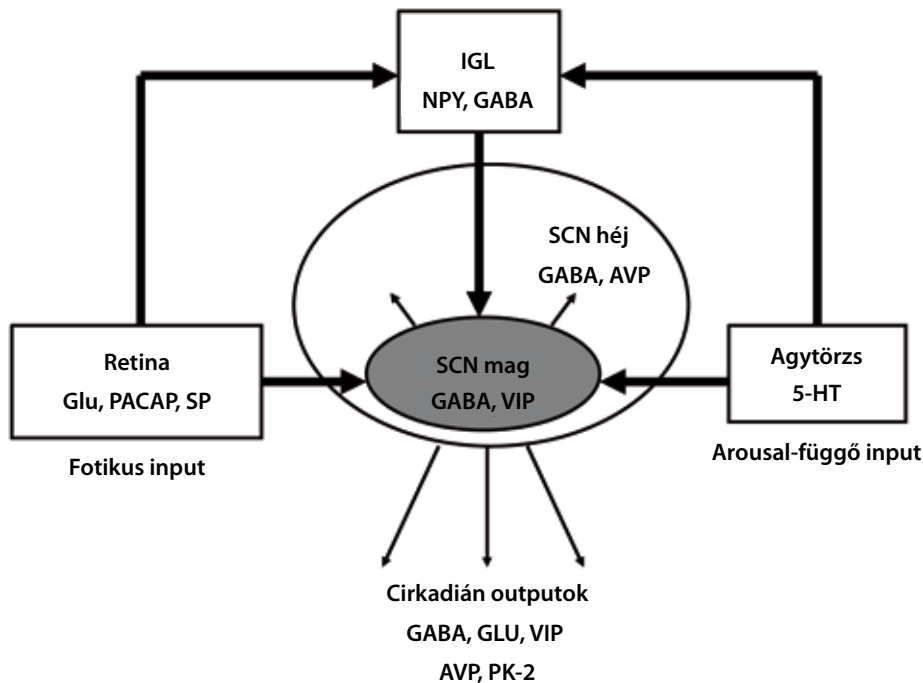 IGL
NPY, GABA
SCN héj
GABA, AVP
Retina
Glu, PACAP, SP
Fotikus input
SCN mag
GABA, VIP
Agytörzs
5-HT
Arousal-függő input
Cirkadián outputok
GABA, GLU, VIP
AVP, PK-2